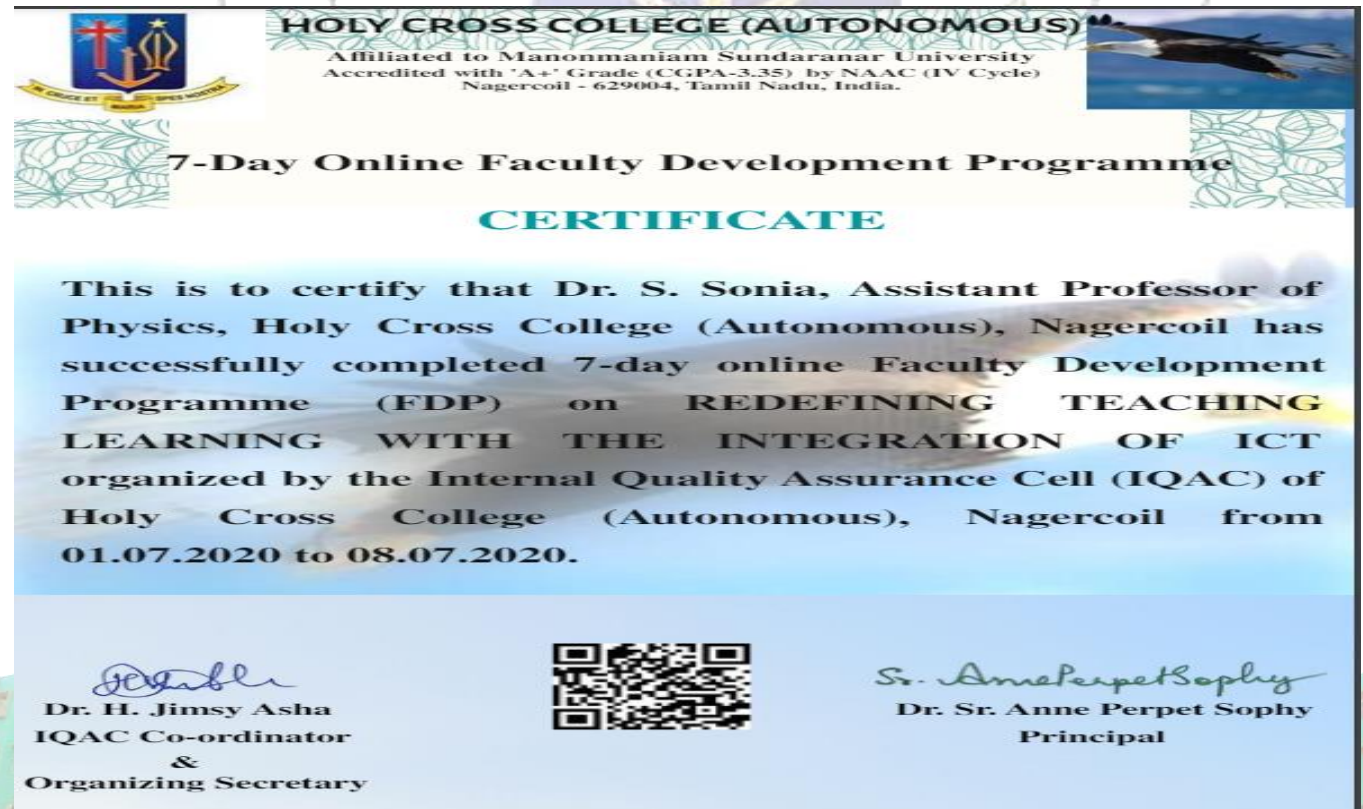 HOLY CROSS COLLEGE (AUTONOMOUS)
Affiliated to Manonmaniam Sundaranar University
Accredited with 'A+' Grade (CGPA-3.35) by NAAC (IV Cycle)
Nagercoil - 629004, Tamil Nadu, India.
7-Day Online Faculty Development Programme
CERTIFICATE
This is to certify that Dr. S. Sonia, Assistant Professor of
Physics, Holy Cross College (Autonomous), Nagercoil has
successfully completed 7-day online Faculty Development
Programme (FDP) on REDEFINING TEACHING
LEARNING WITH THE INTEGRATION OF ICT
organized by the Internal Quality Assurance Cell (IQAC) of
Holy Cross College (Autonomous), Nagercoil from
01.07.2020 to 08.07.2020.
Sr. Anne Perpet Sophy
Dr. H. Jimsy Asha
IQAC Co-ordinator
&
Organizing Secretary
Dr. Sr. Anne Perpet Sophy
Principal